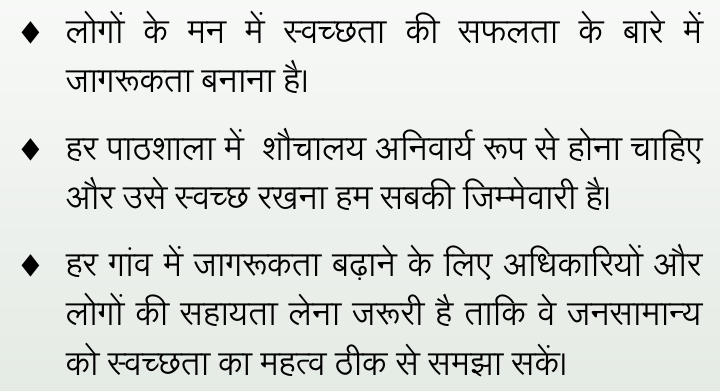 ♦ लोगों के मन में स्वच्छता की सफलता के बारे में
जागरूकता बनाना है।
♦ हर पाठशाला में शौचालय अनिवार्य रूप से होना चाहिए
और उसे स्वच्छ रखना हम सबकी जिम्मेवारी है।
♦ हर गांव में जागरूकता बढ़ाने के लिए अधिकारियों और
लोगों की सहायता लेना जरूरी है ताकि वे जनसामान्य
को स्वच्छता का महत्व ठीक से समझा सकें।